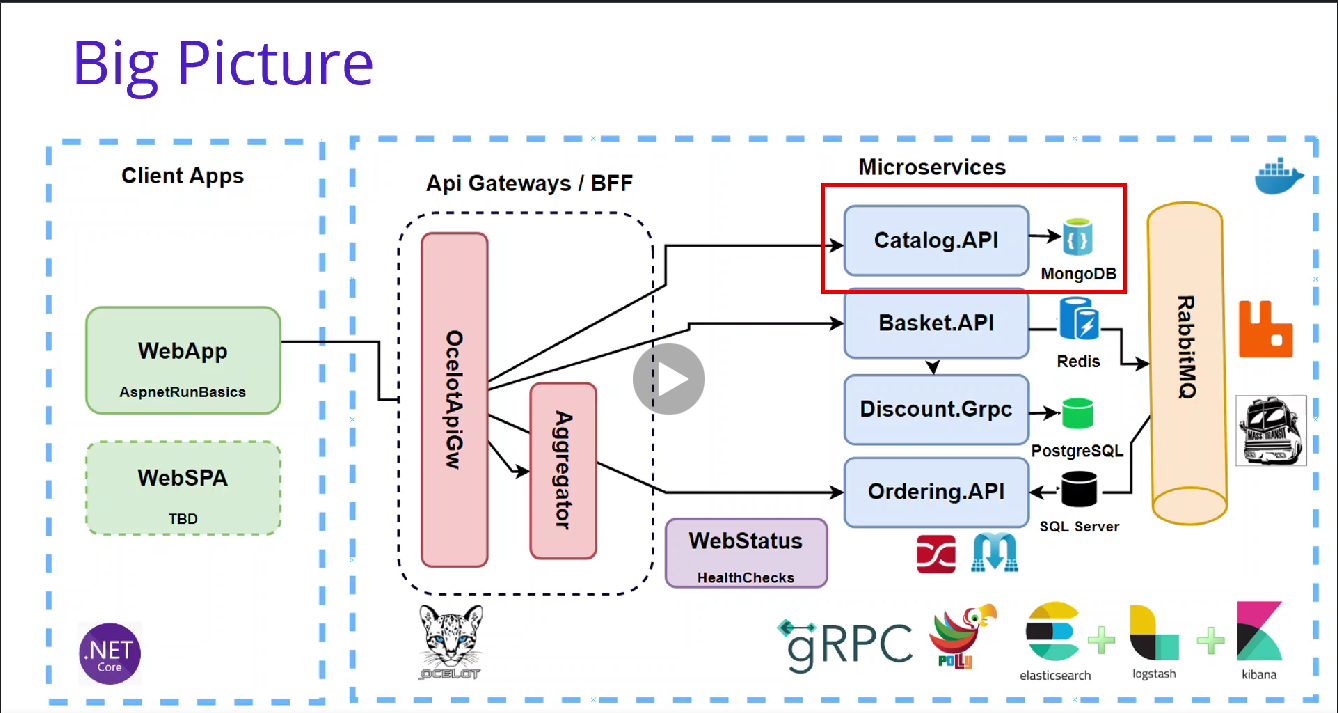 Big Picture
Client Apps
WebApp
AspnetRunBasics
WebSPA
TBD
.NET
Core
Api Gateways / BFF
OcelotApiGw
Aggregator
OCELOT
Microservices
Catalog.API
MongoDB
Basket.API
Redis
Discount.Grpc
PostgreSQL
Ordering.API
SQL Server
WebStatus
HealthChecks
RabbitMQ
MASS TRANSIT
gRPC
POLLY
elasticsearch
logstash
kibana